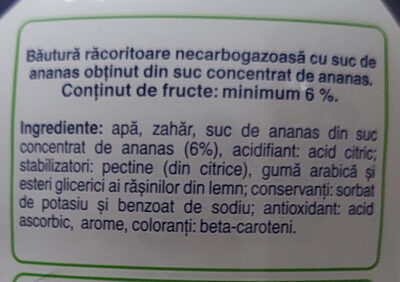 Băutură răcoritoare necarbogazoasă cu suc de
ananas obținut din suc concentrat de ananas.
Conținut de fructe: minimum 6 %.
Ingrediente: apă, zahăr, suc de ananas din suc
concentrat de ananas (6%), acidifiant: acid citric;
stabilizatori: pectine (din citrice), gumă arabică și
esteri glicerici ai rășinilor din lemn; conservanți: sorbat
de potasiu și benzoat de sodiu; antioxidant: acid
ascorbic, arome, coloranți: beta-caroteni.